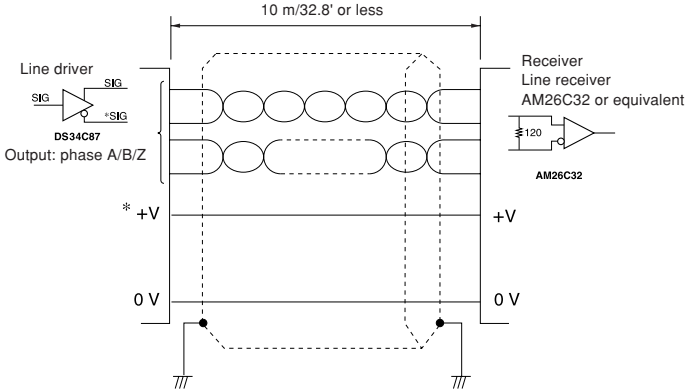 10 m/32.8' or less
Line driver
SIG
SIG
*SIG
DS34C87
Output: phase A/B/Z
Receiver
Line receiver
AM26C32 or equivalent
120
AM26C32
* +V
+V
0 V
0 V